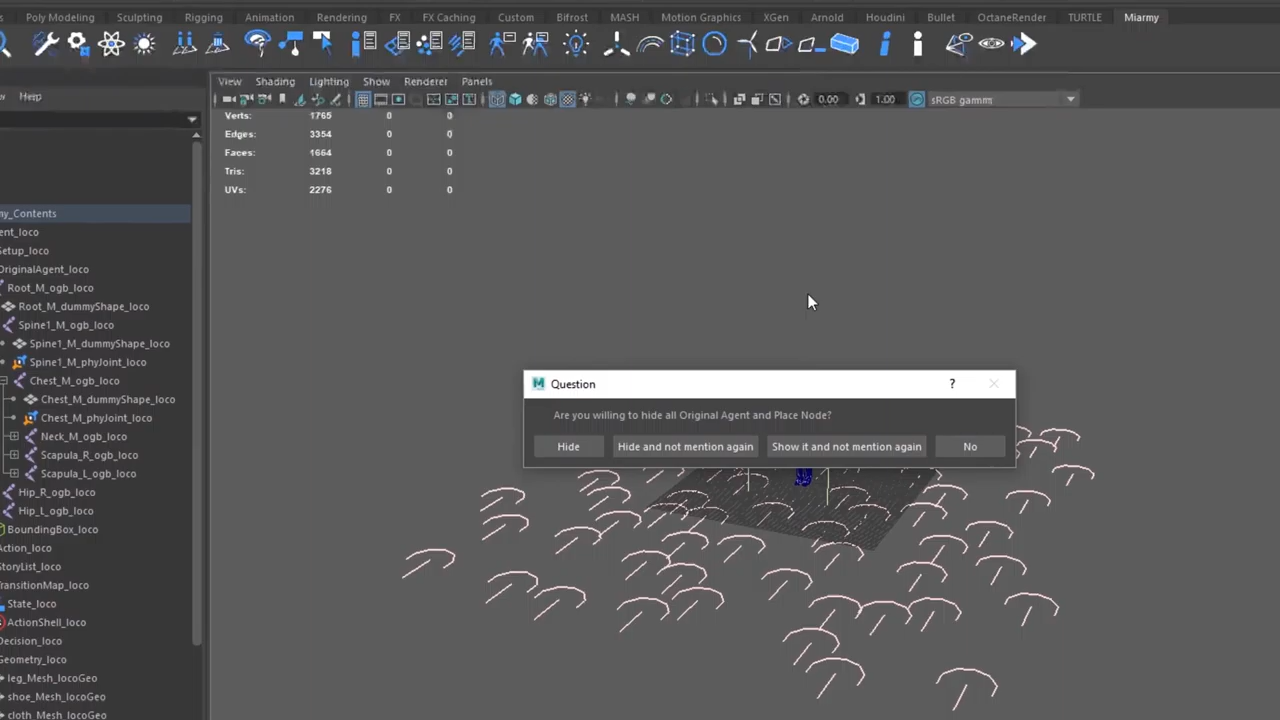 Poly Modeling Sculpting Rigging Animation Rendering FX FX Caching Custom Bifrost MASH Motion Graphics XGen Arnold Houdini Bullet OctaneRender TURTLE Miarmy
View Shading Lighting Show Renderer Panels
Help
0.00 1.00 sRGB gamm
Verts: 1765 0 0
Edges: 3354 0 0
Faces: 1664 0 0
Tris: 3218 0 0
UVs: 2276 0 0
my_Contents
ent_loco
Setup_loco
OriginalAgent_loco
Root_M_ogb_loco
Root_M_dummyShape_loco
Spine1_M_ogb_loco
Spine1_M_dummyShape_loco
Spine1_M_phyJoint_loco
Chest_M_ogb_loco
Chest_M_dummyShape_loco
Chest_M_phyJoint_loco
Neck_M_ogb_loco
Scapula_R_ogb_loco
Scapula_L_ogb_loco
Hip_R_ogb_loco
Hip_L_ogb_loco
BoundingBox_loco
Action_loco
StoryList_loco
TransitionMap_loco
State_loco
ActionShell_loco
Decision_loco
Geometry_loco
leg_Mesh_locoGeo
shoe_Mesh_locoGeo
cloth_Mesh_locoGeo
M Question ?
Are you willing to hide all Original Agent and Place Node?
Hide Hide and not mention again Show it and not mention again No